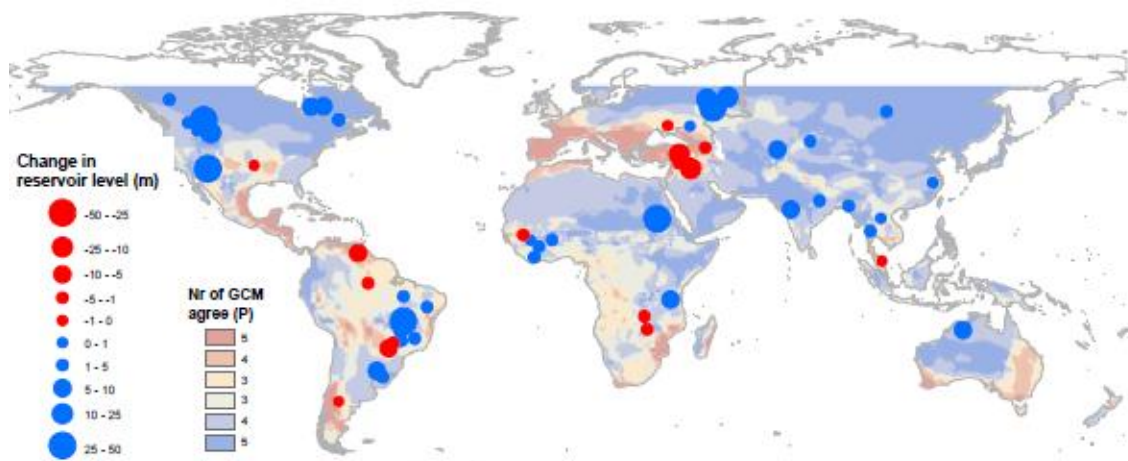 Change in
reservoir level (m)
-50 - -25
-25 - -10
-10 - -5
-5 - -1
-1 - 0
0 - 1
1 - 5
5 - 10
10 - 25
25 - 50
Nr of GCM
agree (P)
5
4
3
3
4
5